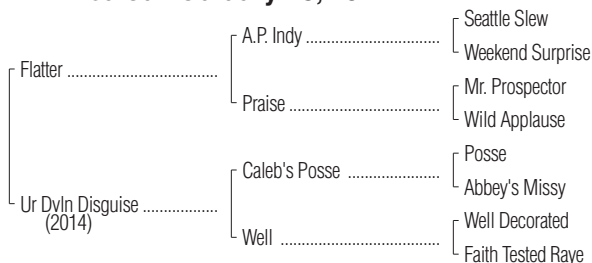 Seattle Slew
A.P. Indy
Weekend Surprise
Flatter
Mr. Prospector
Praise
Wild Applause
Posse
Caleb's Posse
Abbey's Missy
Ur Dvln Disguise
(2014)
Well Decorated
Well
Faith Tested Rave